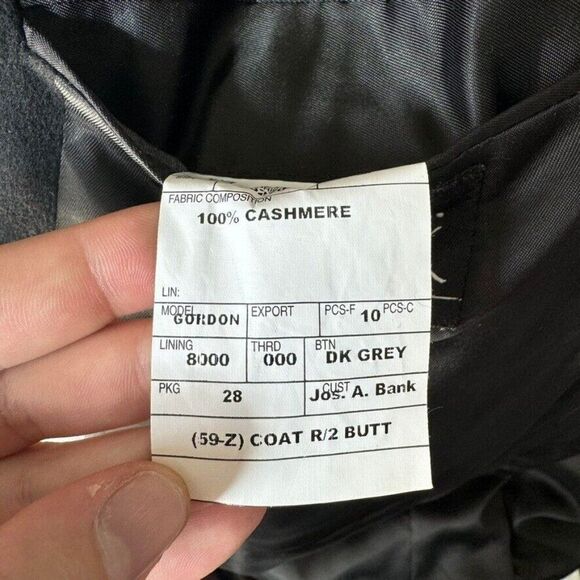 FABRIC COMPOSITION
100% CASHMERE
LIN:
MODEL GORDON EXPORT PCS-F 10 PCS-C
LINING 8000 THRD 000 BTN DK GREY
PKG 28 CUST Jos. A. Bank
(59-Z) COAT R/2 BUTT